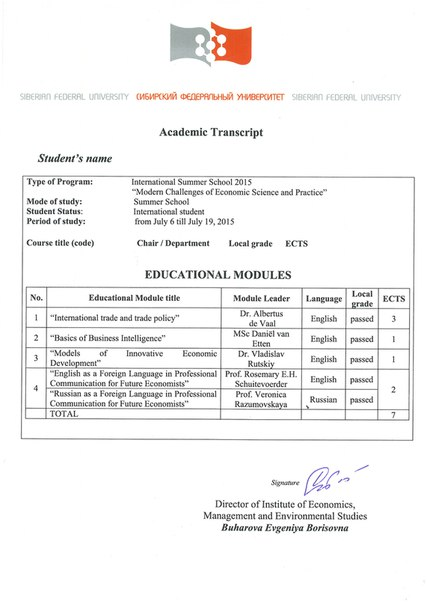 SIBERIAN FEDERAL UNIVERSITY СИБИРСКИЙ ФЕДЕРАЛЬНЫЙ УНИВЕРСИТЕТ SIBERIAN FEDERAL UNIVERSITY
Academic Transcript
Student's name
Type of Program: International Summer School 2015
"Modern Challenges of Economic Science and Practice"
Mode of study: Summer School
Student Status: International student
Period of study: from July 6 till July 19, 2015
Course title (code) Chair / Department Local grade ECTS
EDUCATIONAL MODULES
No. Educational Module title Module Leader Language Local grade ECTS
1 "International trade and trade policy" Dr. Albertus de Vaal English passed 3
2 "Basics of Business Intelligence" MSc Daniël van Etten English passed 1
3 "Models of Innovative Economic Development" Dr. Vladislav Rutskiy English passed 1
4 "English as a Foreign Language in Professional Communication for Future Economists" Prof. Rosemary E.H. Schuitevoerder English passed 2
"Russian as a Foreign Language in Professional Communication for Future Economists" Prof. Veronica Razumovskaya Russian passed
TOTAL 7
Signature
Director of Institute of Economics,
Management and Environmental Studies
Buharova Evgeniya Borisovna